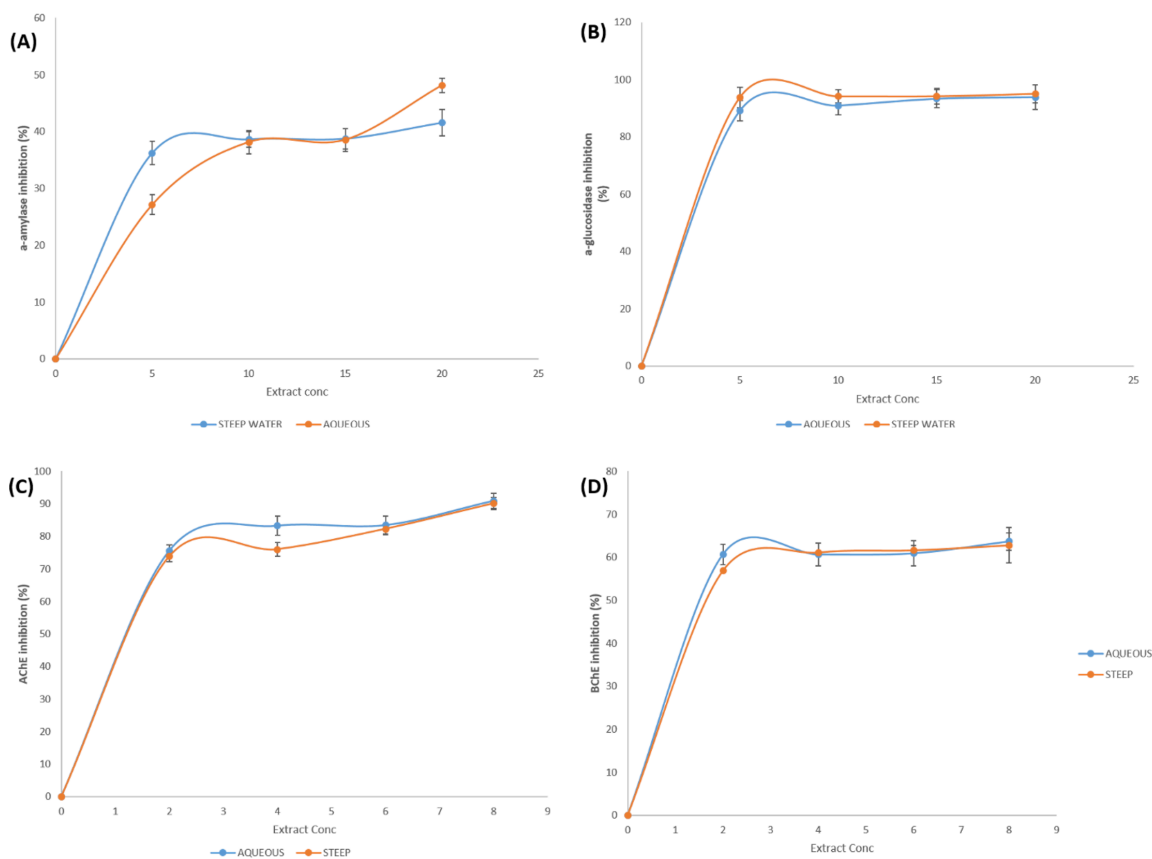 (A)
60
50
40
30
20
10
0
a-amylase inhibition (%)
0 5 10 15 20 25
Extract conc
STEEP WATER AQUEOUS
(B)
120
100
80
60
40
20
0
a-glucosidase inhibition
(%)
0 5 10 15 20 25
Extract Conc
AQUEOUS STEEP WATER
(C)
100
90
80
70
60
50
40
30
20
10
0
AChE inhibition (%)
0 1 2 3 4 5 6 7 8 9
Extract Conc
AQUEOUS STEEP
(D)
80
70
60
50
40
30
20
10
0
BChE inhibition (%)
0 1 2 3 4 5 6 7 8 9
Extract Conc
AQUEOUS
STEEP